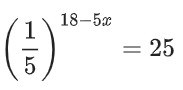 (1/5)^{18−5x} = 25